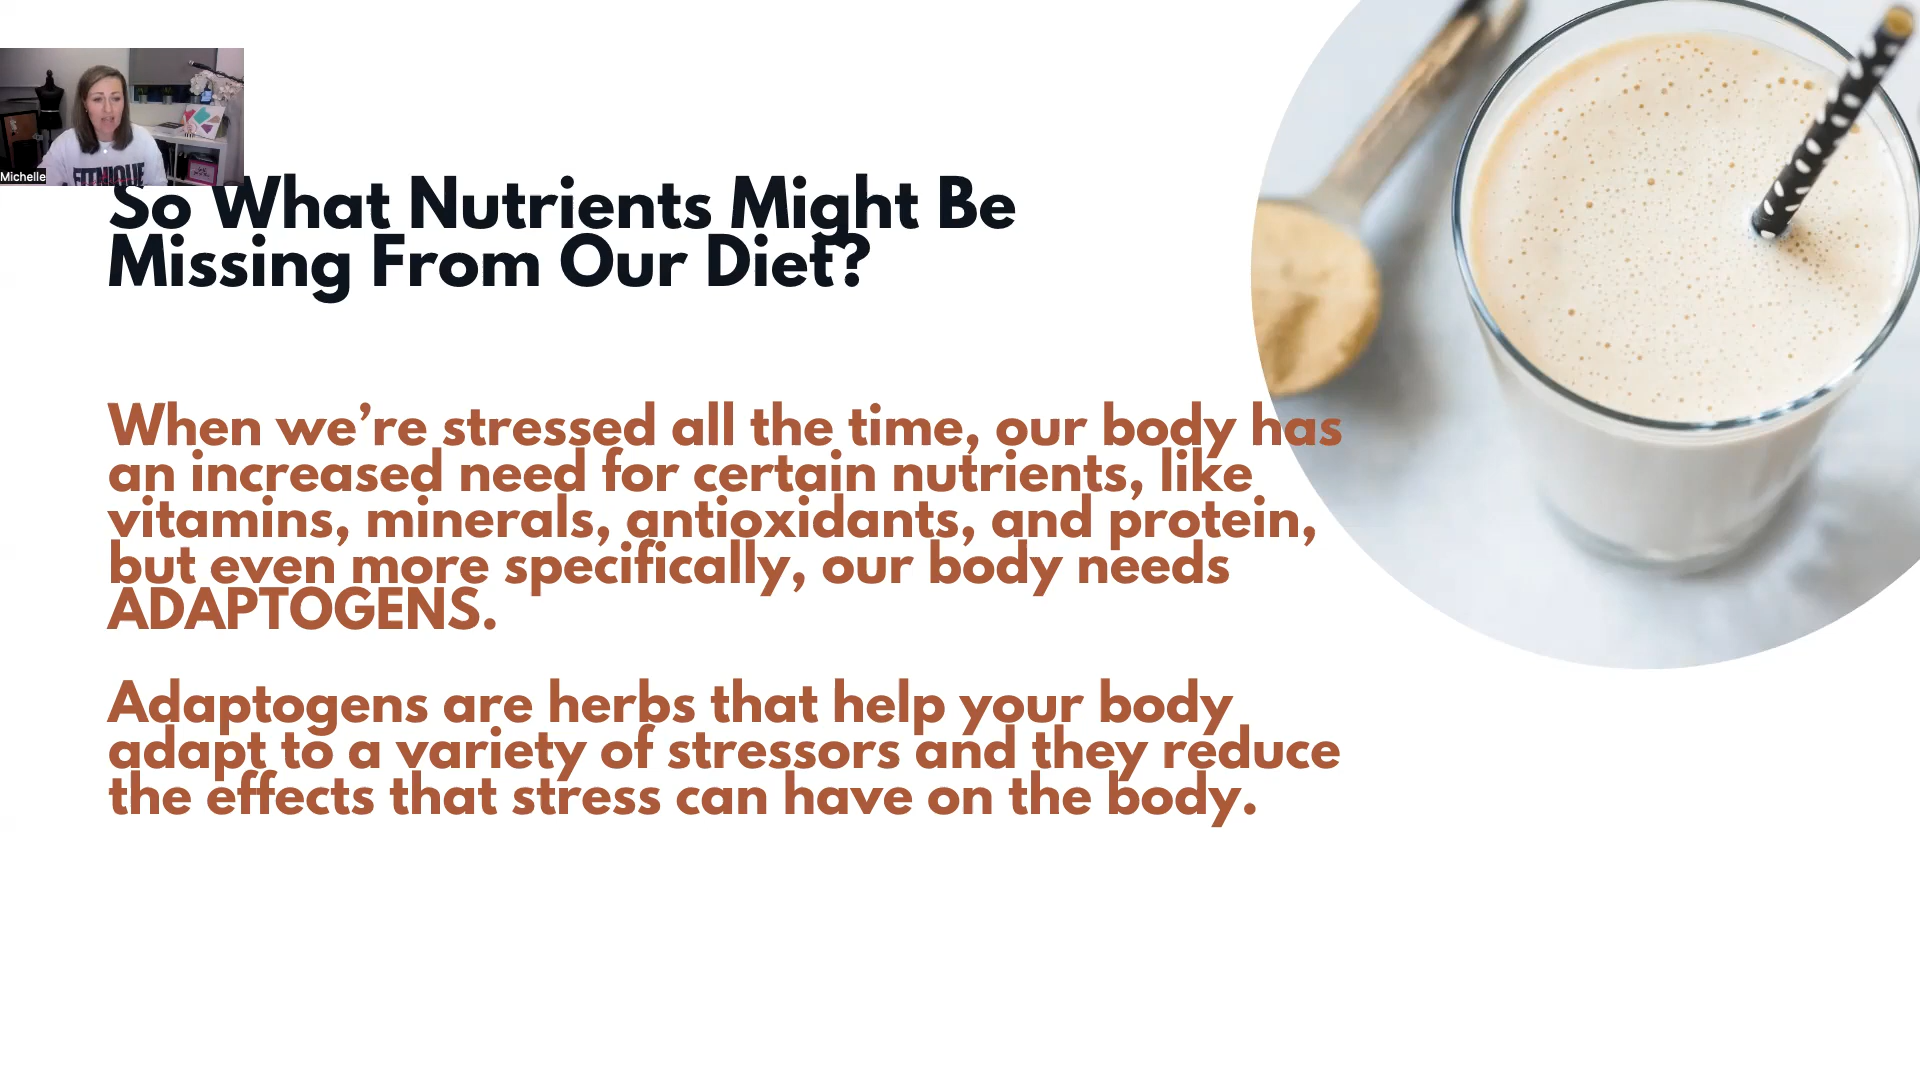 Michelle
FITNIQUE
So What Nutrients Might Be
Missing From Our Diet?
When we’re stressed all the time, our body has
an increased need for certain nutrients, like
vitamins, minerals, antioxidants, and protein,
but even more specifically, our body needs
ADAPTOGENS.
Adaptogens are herbs that help your body
adapt to a variety of stressors and they reduce
the effects that stress can have on the body.